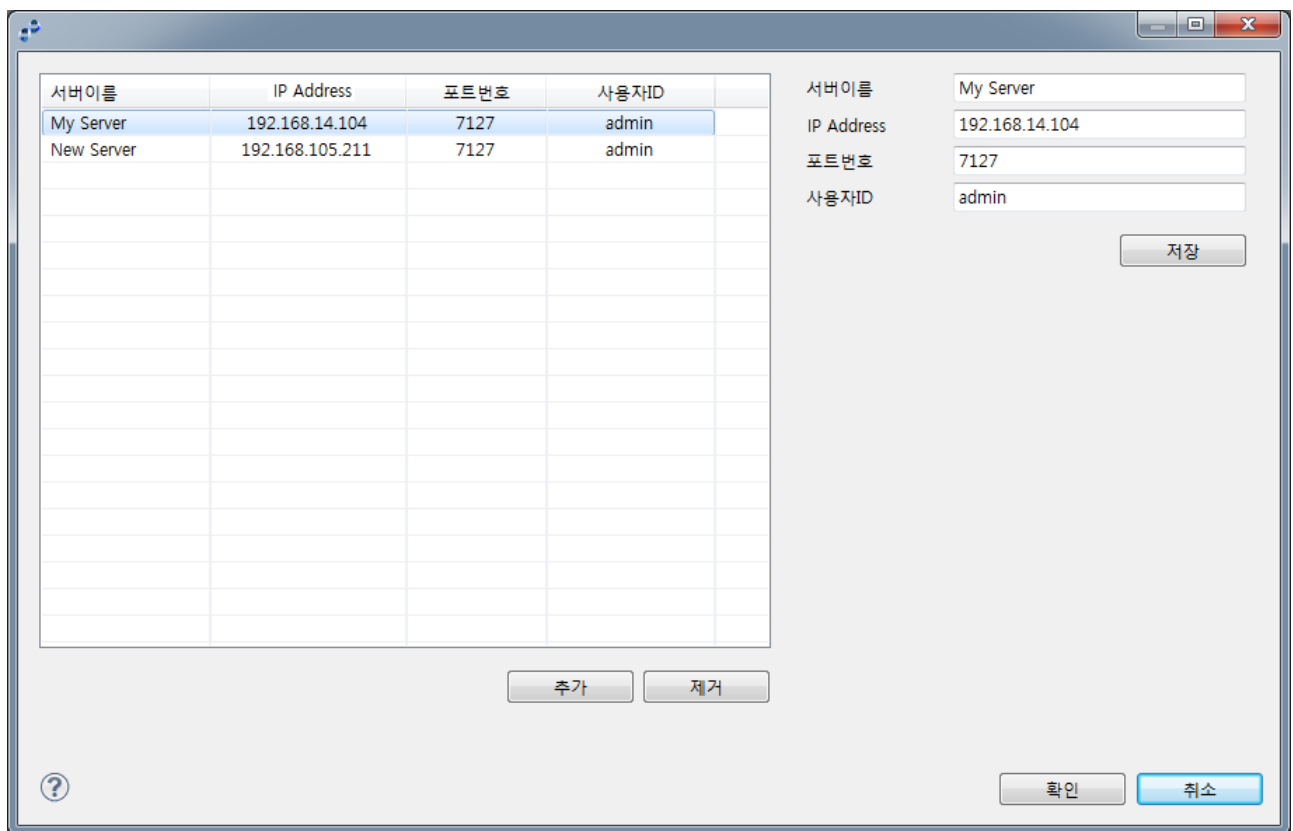 서버이름 IP Address 포트번호 사용자ID
My Server 192.168.14.104 7127 admin
New Server 192.168.105.211 7127 admin
서버이름 My Server
IP Address 192.168.14.104
포트번호 7127
사용자ID admin
저장
추가 제거
? 확인 취소